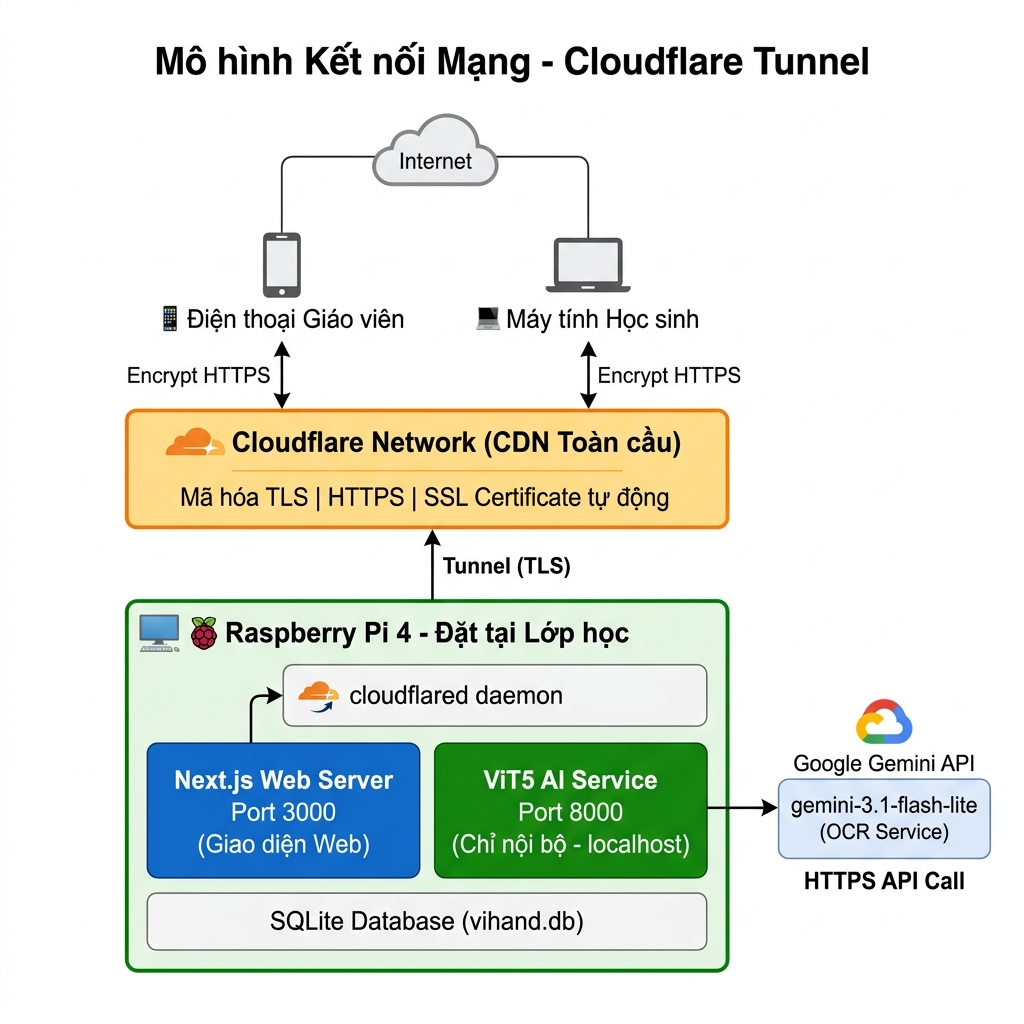 Mô hình Kết nối Mạng - Cloudflare Tunnel
Internet
Điện thoại Giáo viên
Máy tính Học sinh
Encrypt HTTPS
Encrypt HTTPS
Cloudflare Network (CDN Toàn cầu)
Mã hóa TLS | HTTPS | SSL Certificate tự động
Tunnel (TLS)
Raspberry Pi 4 - Đặt tại Lớp học
cloudflared daemon
Next.js Web Server
Port 3000
(Giao diện Web)
ViT5 AI Service
Port 8000
(Chỉ nội bộ - localhost)
Google Gemini API
gemini-3.1-flash-lite
(OCR Service)
HTTPS API Call
SQLite Database (vihand.db)